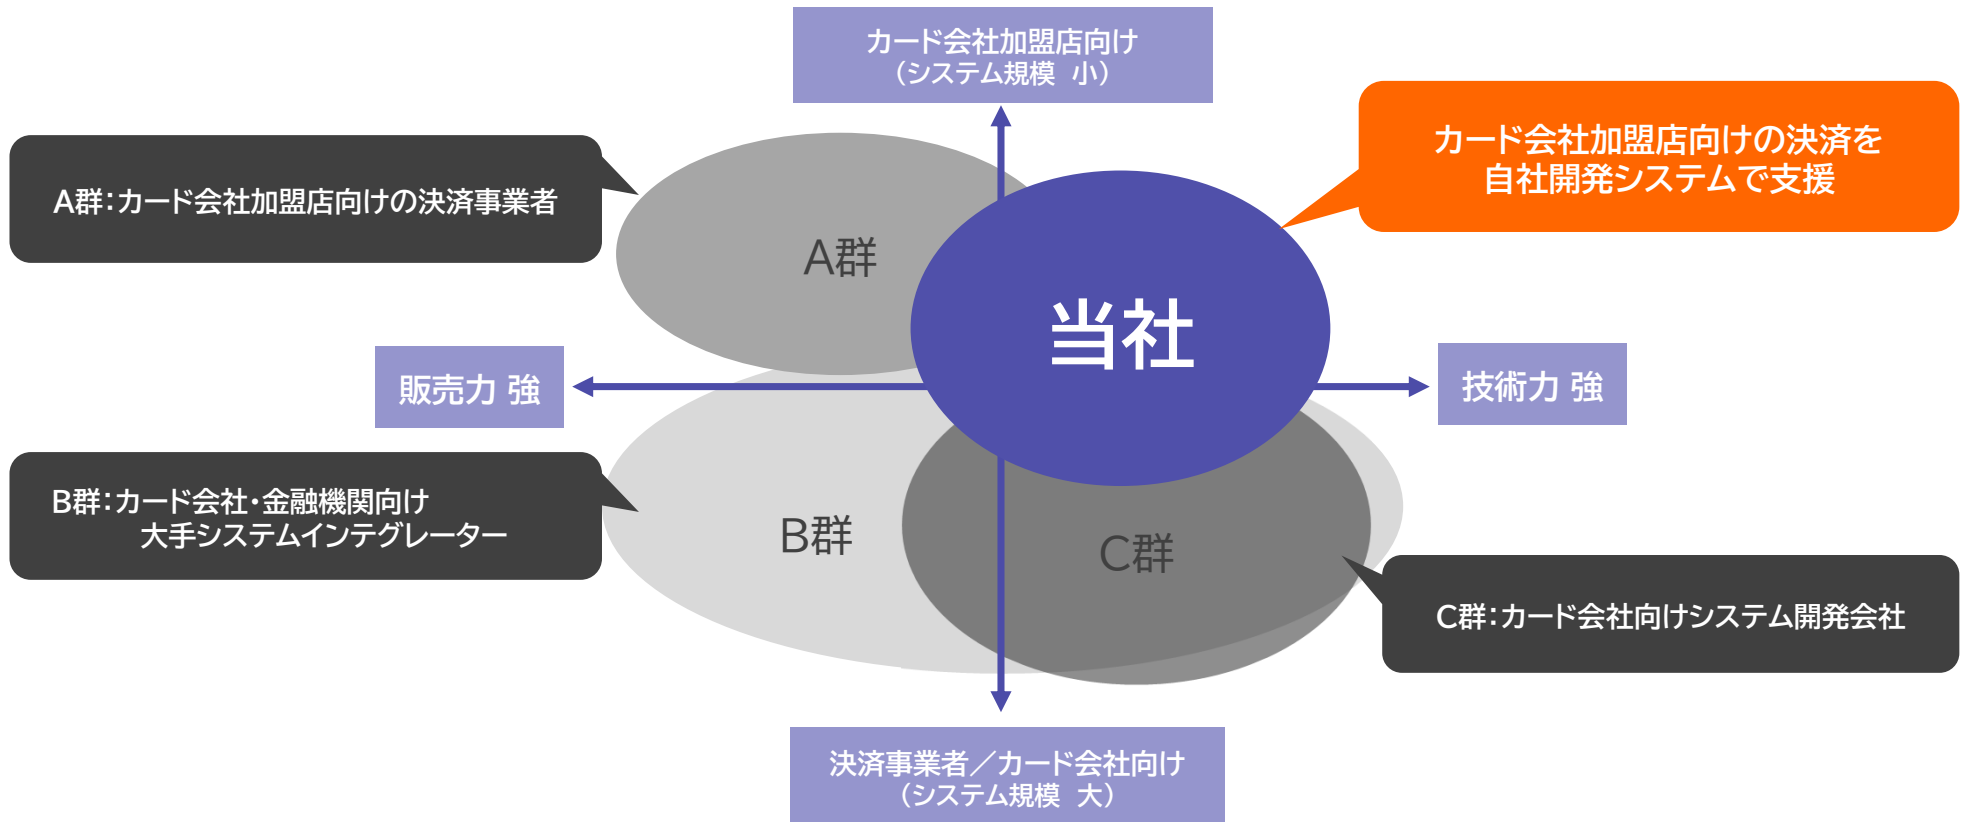 カード会社加盟店向け
（システム規模 小）
カード会社加盟店向けの決済を
自社開発システムで支援
A群：カード会社加盟店向けの決済事業者
A群
当社
販売力 強
技術力 強
B群：カード会社・金融機関向け
大手システムインテグレーター
B群
C群
C群：カード会社向けシステム開発会社
決済事業者／カード会社向け
（システム規模 大）